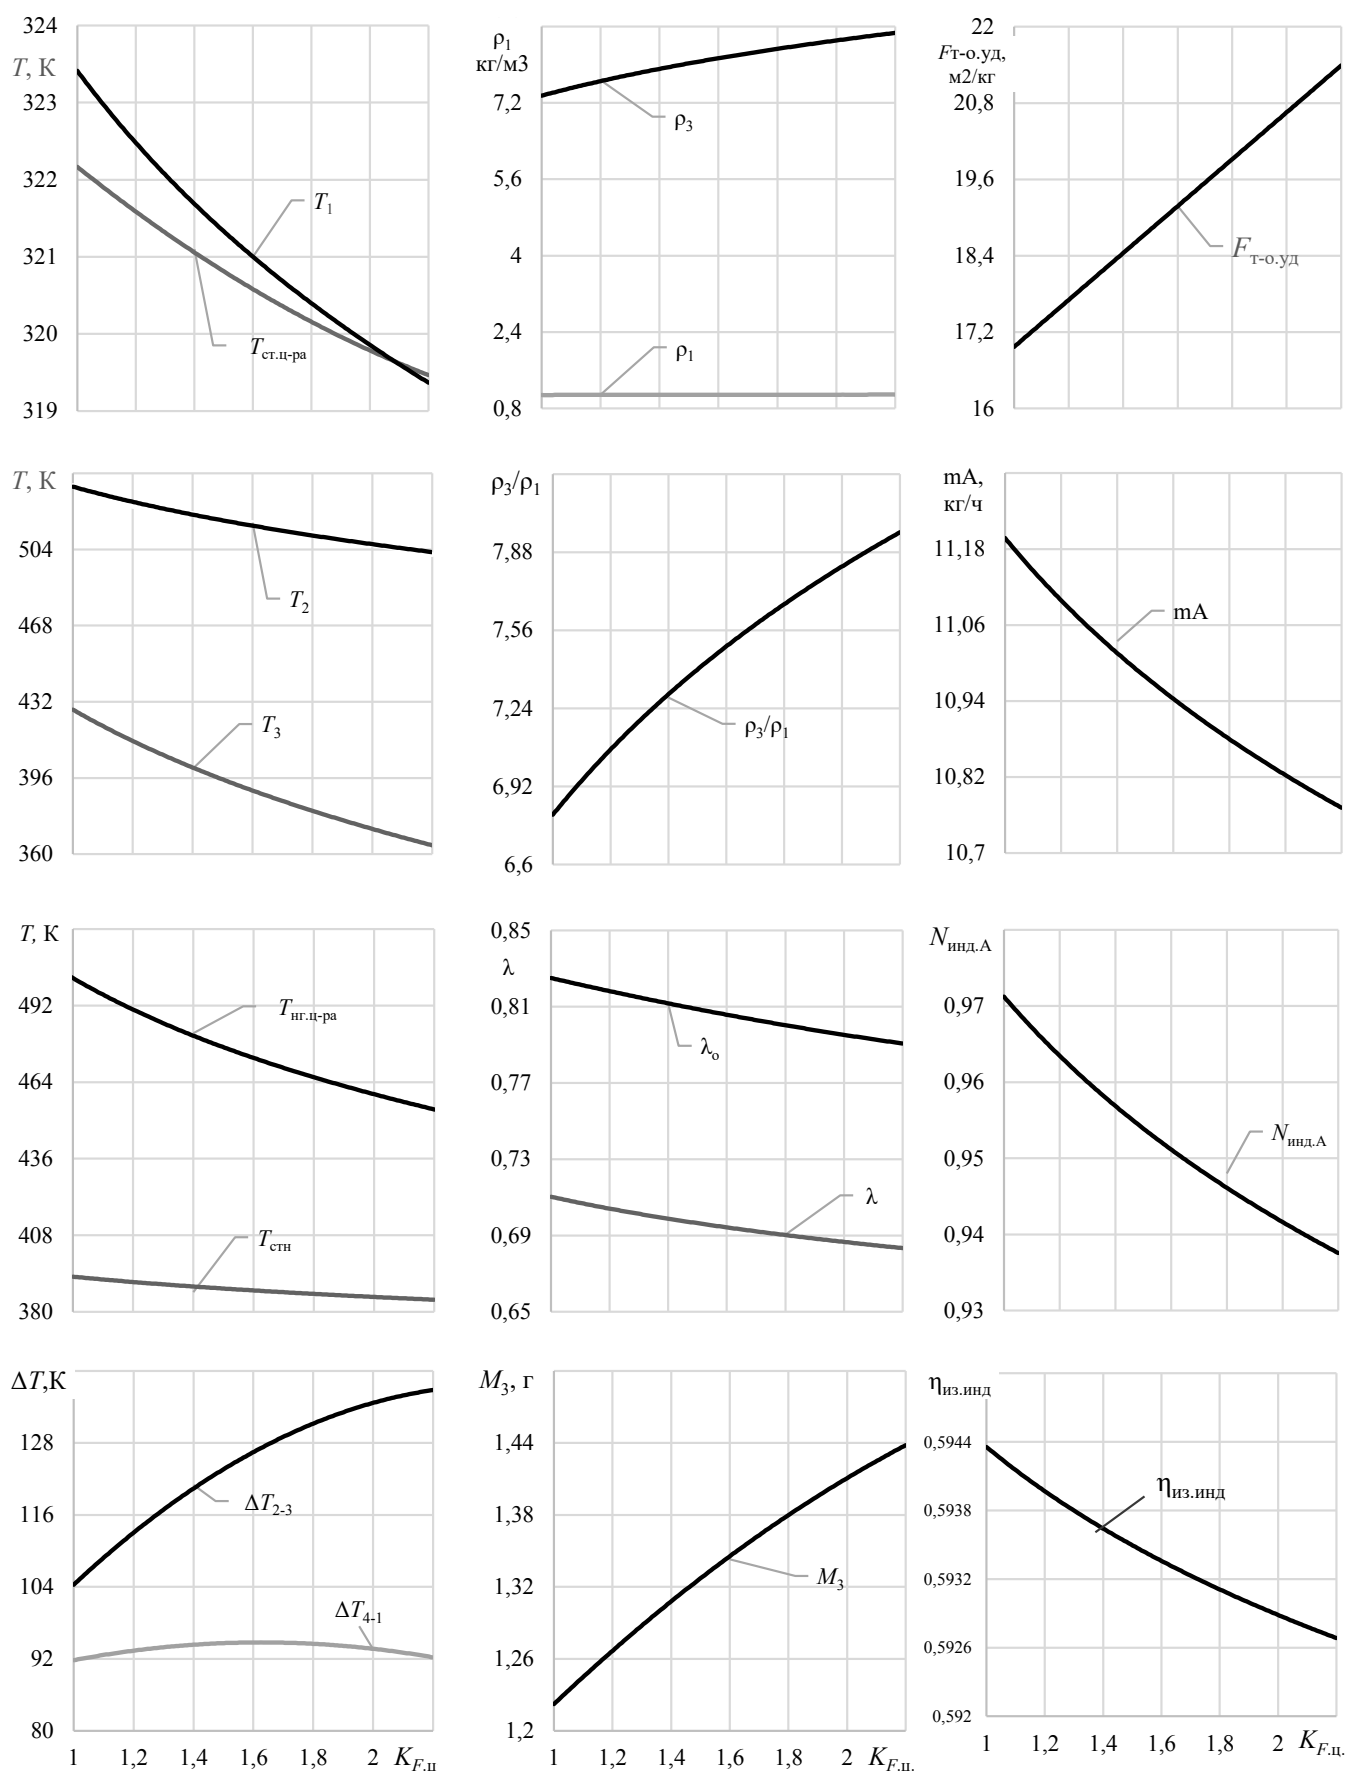 324
T, К
323
322
321
320
319
T1
Tст.ц-ра
ρ1
кг/м3
7,2
5,6
4
2,4
0,8
ρ3
ρ1
22
Fт-о.уд,
м2/кг
20,8
19,6
18,4
17,2
16
Fт-о.уд
T, К
504
468
432
396
360
T2
T3
ρ3/ρ1
7,88
7,56
7,24
6,92
6,6
ρ3/ρ1
mA,
кг/ч
11,18
11,06
10,94
10,82
10,7
mA
T, К
492
464
436
408
380
Tнг.ц-ра
Tстн
0,85
λ
0,81
0,77
0,73
0,69
0,65
λо
λ
Nинд.А
0,97
0,96
0,95
0,94
0,93
Nинд.А
ΔT,К
128
116
104
92
80
ΔT2-3
ΔT4-1
1 1,2 1,4 1,6 1,8 2 KF.ц
M3, г
1,44
1,38
1,32
1,26
1,2
M3
1 1,2 1,4 1,6 1,8 2 KF.ц.
ηиз.инд
0,5944
0,5938
0,5932
0,5926
0,592
ηиз.инд
1 1,2 1,4 1,6 1,8 2 KF.ц.